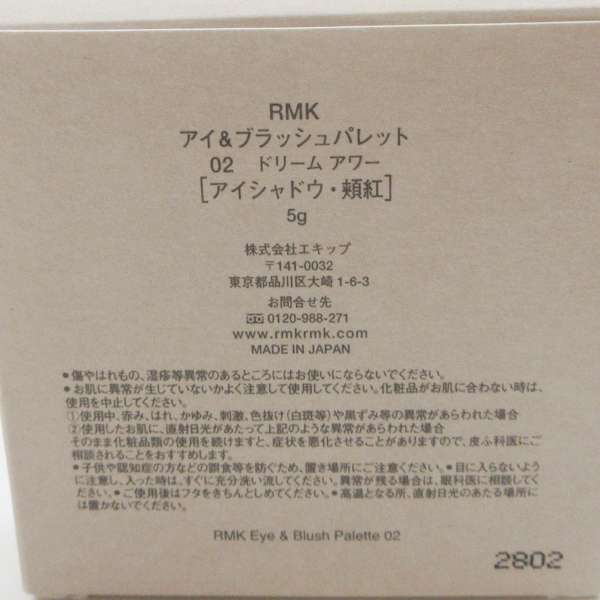 RMK
アイ&ブラッシュパレット
02 ドリーム アワー
[アイシャドウ・頬紅]
5g
株式会社エキップ
〒141-0032
東京都品川区大崎1-6-3
お問合せ先
0120-988-271
www.rmkrmk.com
MADE IN JAPAN
●傷やはれもの、湿疹等異常のあるところにはお使いにならないでください。
●お肌に異常が生じていないかよく注意して使用してください。化粧品がお肌に合わない時は、
使用を中止してください。
①使用中、赤み、はれ、かゆみ、刺激、色抜け(白斑等)や黒ずみ等の異常があらわれた場合
②使用したお肌に、直射日光があたって上記のような異常があらわれた場合
そのまま化粧品類の使用を続けますと、症状を悪化させることがありますので、皮ふ科医にご
相談されることをおすすめします。
●子供や認知症の方などの誤食等を防ぐため、置き場所にご注意ください。●目に入らないよう
に注意し、入った時は、すぐに充分洗い流してください。異常が残る場合は、眼科医に相談してく
ださい。●ご使用後はフタをきちんとしめてください。●高温となる所、直射日光のあたる場所に
は置かないでください。
RMK Eye & Blush Palette 02
2802